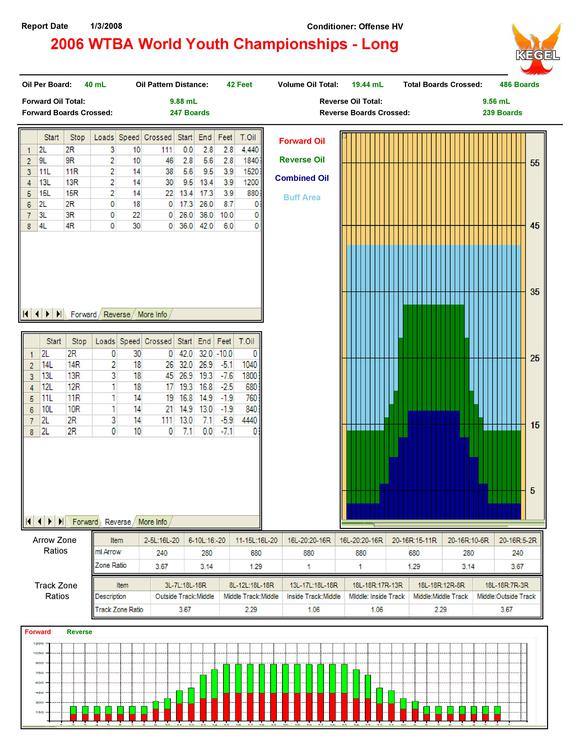 Report Date 1/3/2008 Conditioner: Offense HV
2006 WTBA World Youth Championships - Long
KEGEL
Oil Per Board: 40 mL Oil Pattern Distance: 42 Feet Volume Oil Total: 19.44 mL Total Boards Crossed: 486 Boards
Forward Oil Total: 9.88 mL Reverse Oil Total: 9.56 mL
Forward Boards Crossed: 247 Boards Reverse Boards Crossed: 239 Boards
Start Stop Loads Speed Crossed Start End Feet T.Oil
1 2L 2R 3 10 111 0.0 2.8 2.8 4,440
2 9L 9R 2 10 46 2.8 5.6 2.8 1840
3 11L 11R 2 14 38 5.6 9.5 3.9 1520
4 13L 13R 2 14 30 9.5 13.4 3.9 1200
5 15L 15R 2 14 22 13.4 17.3 3.9 880
6 2L 2R 0 18 0 17.3 26.0 8.7 0
7 3L 3R 0 22 0 26.0 36.0 10.0 0
8 4L 4R 0 30 0 36.0 42.0 6.0 0
Forward Reverse More Info
Forward Oil
Reverse Oil
Combined Oil
Buff Area
55
45
35
25
15
5
Start Stop Loads Speed Crossed Start End Feet T.Oil
1 2L 2R 0 30 0 42.0 32.0 -10.0 0
2 14L 14R 2 18 26 32.0 26.9 -5.1 1040
3 13L 13R 3 18 45 26.9 19.3 -7.6 1800
4 12L 12R 1 18 17 19.3 16.8 -2.5 680
5 11L 11R 1 14 19 16.8 14.9 -1.9 760
6 10L 10R 1 14 21 14.9 13.0 -1.9 840
7 2L 2R 3 14 111 13.0 7.1 -5.9 4440
8 2L 2R 0 10 0 7.1 0.0 -7.1 0
Forward Reverse More Info
Arrow Zone Ratios
Item 2-5L:16L-20 6-10L:16-20 11-15L:16L-20 16L-20:20-16R 16L-20:20-16R 20-16R:15-11R 20-16R:10-6R 20-16R:5-2R
ml Arrow 240 280 680 880 880 680 280 240
Zone Ratio 3.67 3.14 1.29 1 1 1.29 3.14 3.67
Track Zone Ratios
Item 3L-7L:18L-18R 8L-12L:18L-18R 13L-17L:18L-18R 18L-18R:17R-13R 18L-18R:12R-8R 18L-18R:7R-3R
Description Outside Track:Middle Middle Track:Middle Inside Track:Middle Middle: Inside Track Middle:Middle Track Middle:Outside Track
Track Zone Ratio 3.67 2.29 1.06 1.06 2.29 3.67
Forward Reverse